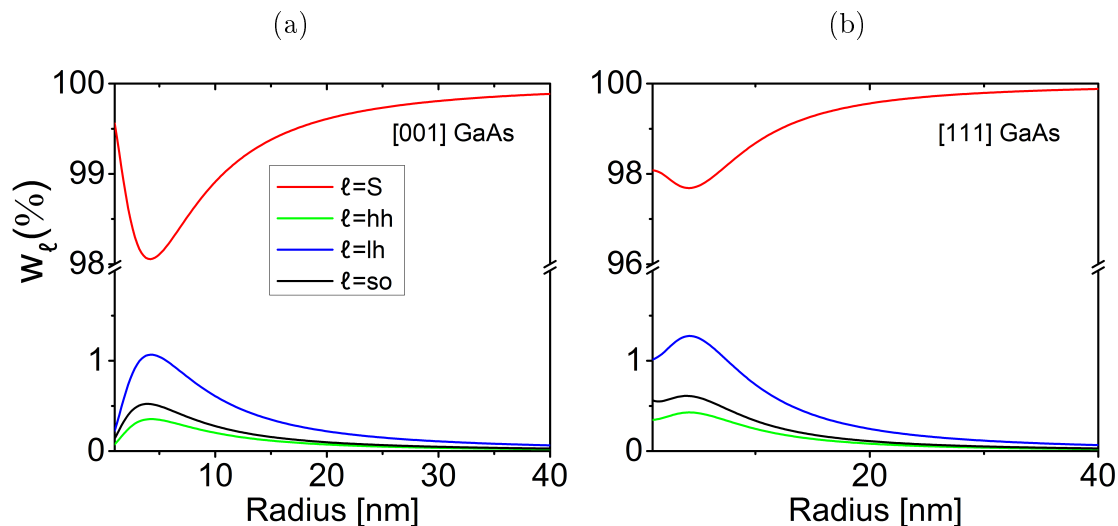 (a)
(b)
100
99
98
1
0
10
20
30
40
w_ℓ(%)
Radius [nm]
[001] GaAs
ℓ=S
ℓ=hh
ℓ=lh
ℓ=so
100
98
96
1
0
20
40
Radius [nm]
[111] GaAs